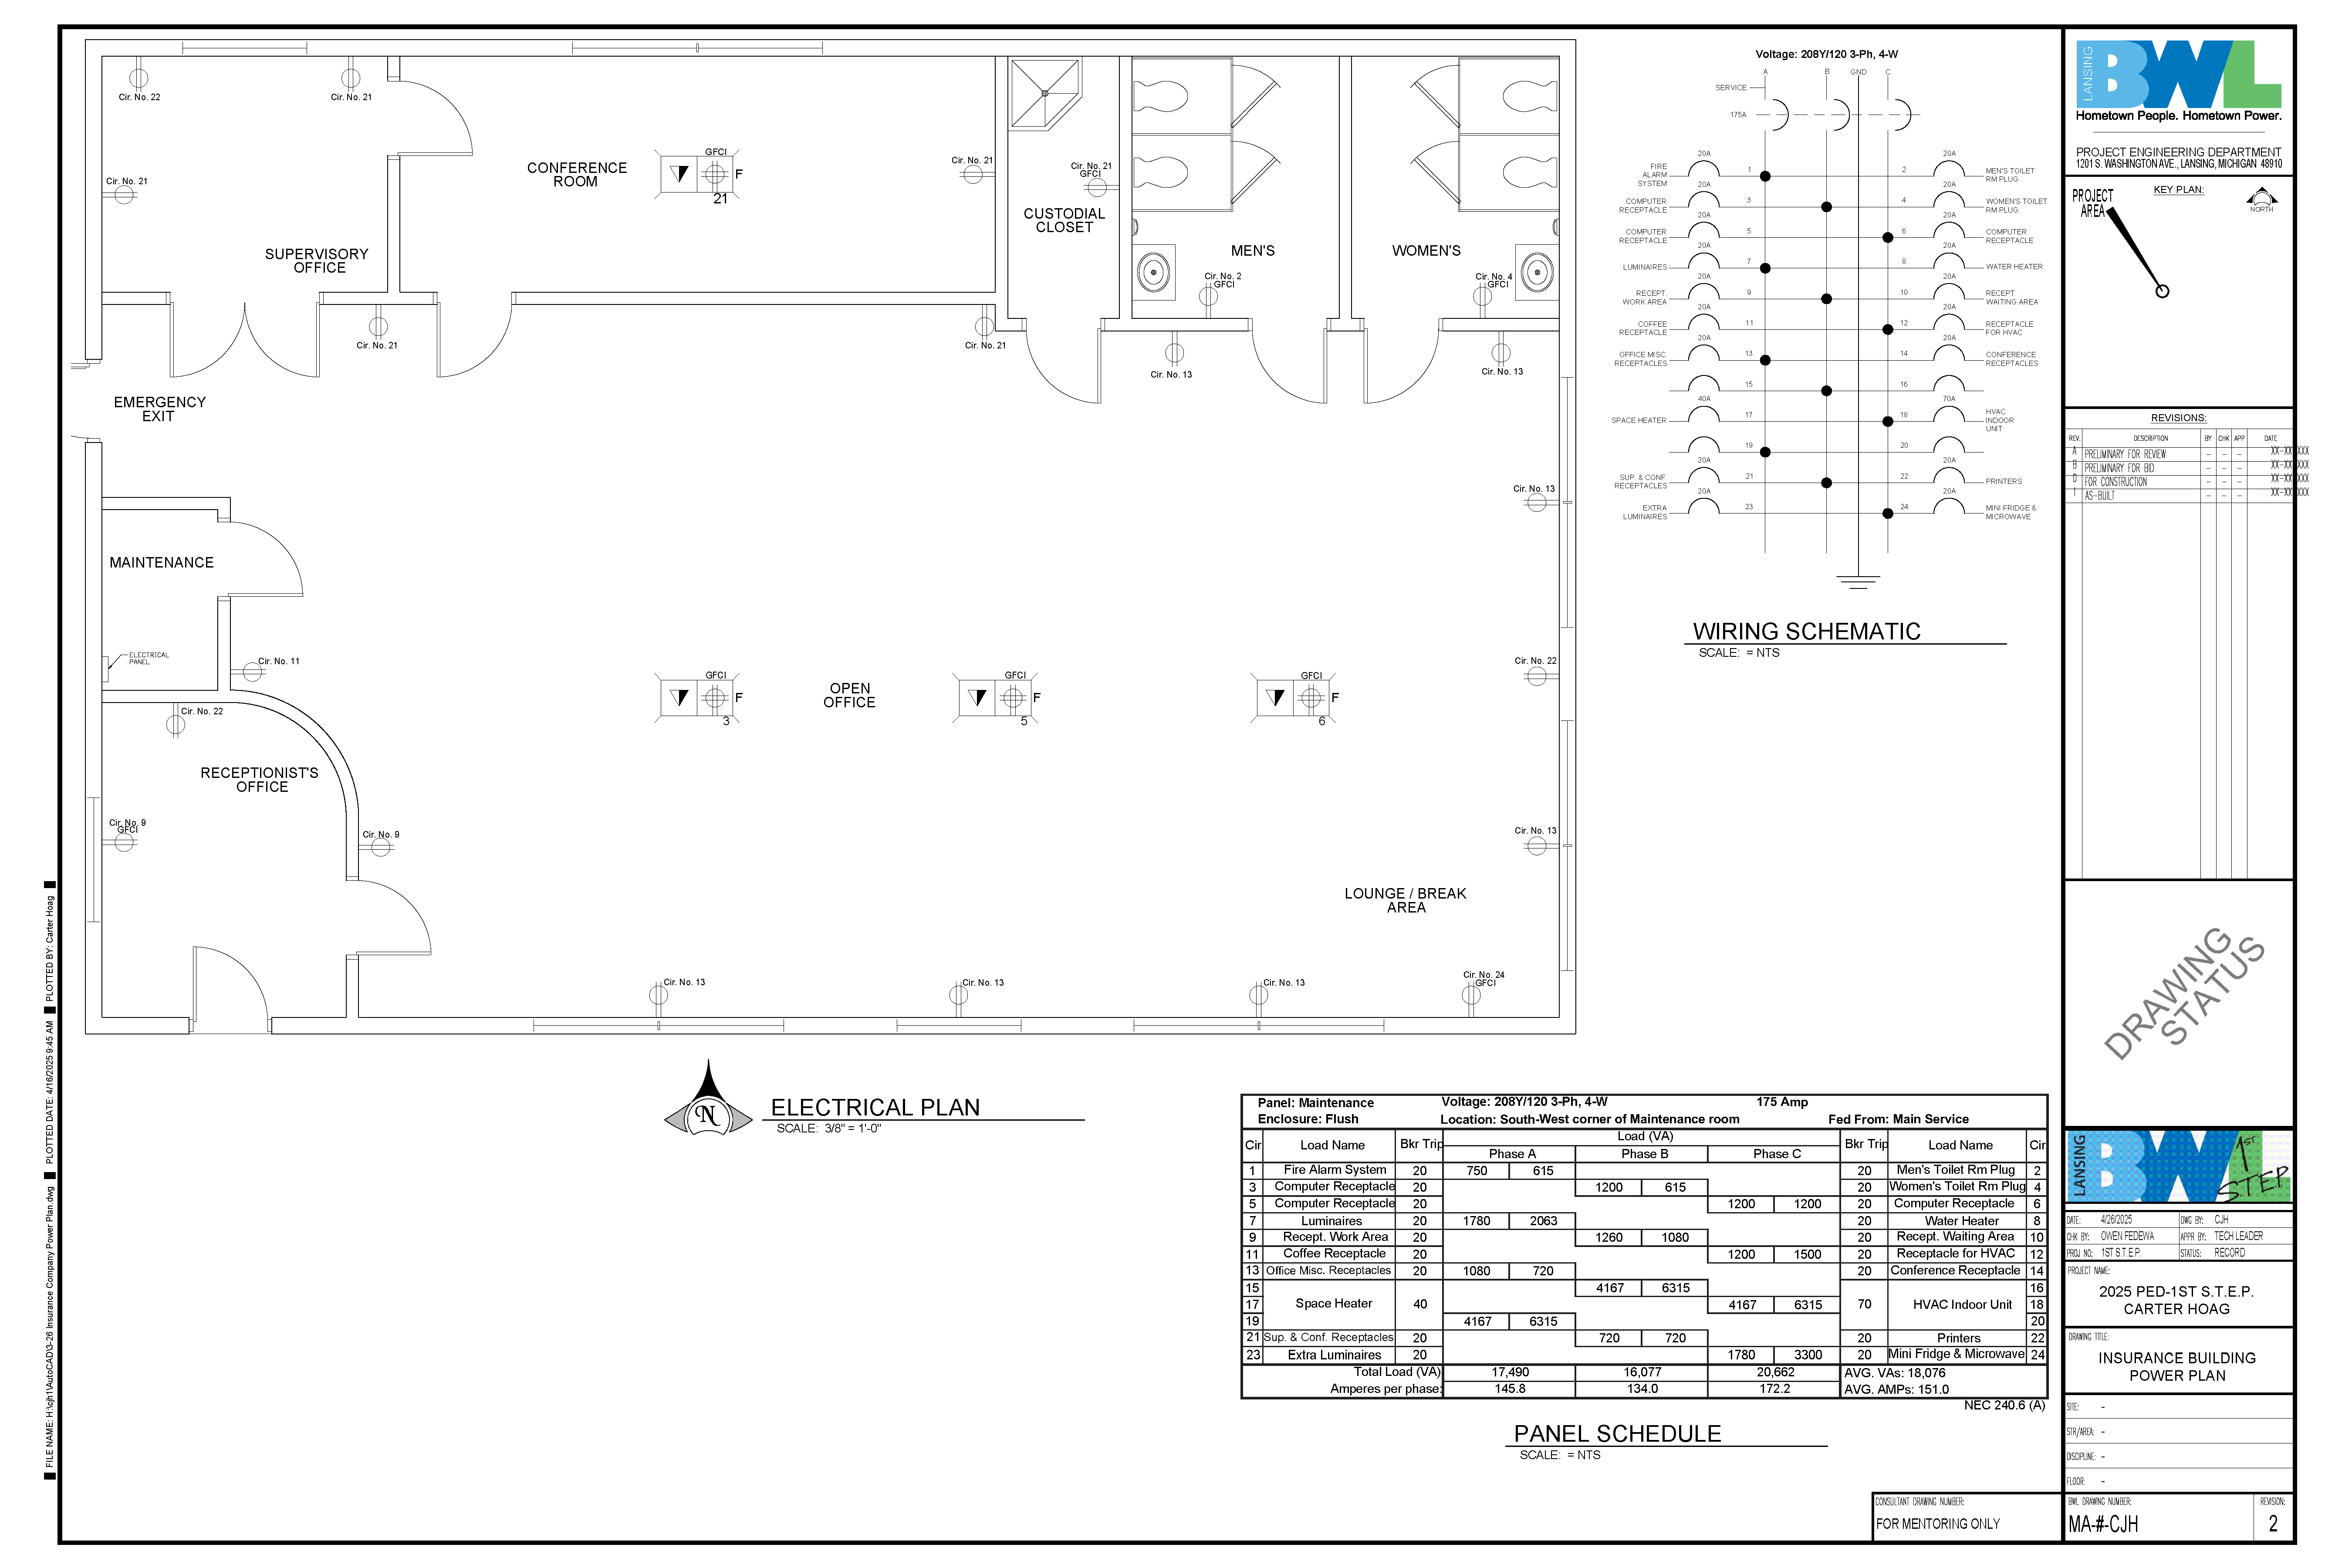 Cir. No. 22
Cir. No. 21
Cir. No. 21
SUPERVISORY
OFFICE
CONFERENCE
ROOM
GFCI
F
21
Cir. No. 21
Cir. No. 21
GFCI
CUSTODIAL
CLOSET
MEN'S
WOMEN'S
Cir. No. 2
GFCI
Cir. No. 4
GFCI
Cir. No. 21
Cir. No. 21
Cir. No. 13
Cir. No. 13
EMERGENCY
EXIT
Cir. No. 13
MAINTENANCE
ELECTRICAL
PANEL
Cir. No. 11
Cir. No. 22
GFCI
F
3
OPEN
OFFICE
GFCI
F
5
GFCI
F
6
Cir. No. 22
RECEPTIONIST'S
OFFICE
Cir. No. 9
GFCI
Cir. No. 9
Cir. No. 13
LOUNGE / BREAK
AREA
Cir. No. 13
Cir. No. 13
Cir. No. 13
Cir. No. 24
GFCI
N
ELECTRICAL PLAN
SCALE: 3/8" = 1'-0"
Voltage: 208Y/120 3-Ph, 4-W
A B GND C
SERVICE
175A
20A 20A
FIRE
ALARM
SYSTEM
1 2
MEN'S TOILET
RM PLUG
20A 20A
COMPUTER
RECEPTACLE
3 4
WOMEN'S TOILET
RM PLUG
20A 20A
COMPUTER
RECEPTACLE
5 6
COMPUTER
RECEPTACLE
20A 20A
LUMINAIRES 7 8 WATER HEATER
20A 20A
RECEPT.
WORK AREA
9 10
RECEPT.
WAITING AREA
20A 20A
COFFEE
RECEPTACLE
11 12
RECEPTACLE
FOR HVAC
20A 20A
OFFICE MISC.
RECEPTACLES
13 14
CONFERENCE
RECEPTACLES
15 16
40A 70A
SPACE HEATER 17 18
HVAC
INDOOR
UNIT
19 20
20A 20A
SUP. & CONF.
RECEPTACLES
21 22 PRINTERS
20A 20A
EXTRA
LUMINAIRES
23 24
MINI FRIDGE &
MICROWAVE
WIRING SCHEMATIC
SCALE: = NTS
Panel: Maintenance Voltage: 208Y/120 3-Ph, 4-W 175 Amp
Enclosure: Flush Location: South-West corner of Maintenance room Fed From: Main Service
Cir Load Name Bkr Trip Load (VA) Bkr Trip Load Name Cir
Phase A Phase B Phase C
1 Fire Alarm System 20 750 615 20 Men's Toilet Rm Plug 2
3 Computer Receptacle 20 1200 615 20 Women's Toilet Rm Plug 4
5 Computer Receptacle 20 1200 1200 20 Computer Receptacle 6
7 Luminaires 20 1780 2063 20 Water Heater 8
9 Recept. Work Area 20 1260 1080 20 Recept. Waiting Area 10
11 Coffee Receptacle 20 1200 1500 20 Receptacle for HVAC 12
13 Office Misc. Receptacles 20 1080 720 20 Conference Receptacle 14
15 4167 6315 16
17 Space Heater 40 4167 6315 70 HVAC Indoor Unit 18
19 4167 6315 20
21 Sup. & Conf. Receptacles 20 720 720 20 Printers 22
23 Extra Luminaires 20 1780 3300 20 Mini Fridge & Microwave 24
Total Load (VA) 17,490 16,077 20,662 AVG. VAs: 18,076
Amperes per phase: 145.8 134.0 172.2 AVG. AMPs: 151.0
NEC 240.6 (A)
PANEL SCHEDULE
SCALE: = NTS
LANSING
BWL
Hometown People. Hometown Power.
PROJECT ENGINEERING DEPARTMENT
1201 S. WASHINGTON AVE., LANSING, MICHIGAN 48910
PROJECT
AREA
KEY PLAN:
NORTH
REVISIONS:
REV. DESCRIPTION BY CHK APP DATE
A PRELIMINARY FOR REVIEW – – – XX-XX-XXXX
B PRELIMINARY FOR BID – – – XX-XX-XXXX
0 FOR CONSTRUCTION – – – XX-XX-XXXX
1 AS-BUILT – – – XX-XX-XXXX
DRAWING
STATUS
LANSING
BWL
1ST
STEP
DATE: 4/26/2025 DWG BY: CJH
CHK BY: OWEN FEDEWA APPR BY: TECH LEADER
PROJ NO: 1ST S.T.E.P. STATUS: RECORD
PROJECT NAME:
2025 PED-1ST S.T.E.P.
CARTER HOAG
DRAWING TITLE:
INSURANCE BUILDING
POWER PLAN
SITE: -
STR/AREA: -
DISCIPLINE: -
FLOOR: -
CONSULTANT DRAWING NUMBER:
FOR MENTORING ONLY
BWL DRAWING NUMBER:
MA-#-CJH
REVISION:
2
FILE NAME: H:\cjh1\AutoCAD\3-26 Insurance Company Power Plan.dwg PLOTTED DATE: 4/16/2025 9:45 AM PLOTTED BY: Carter Hoag